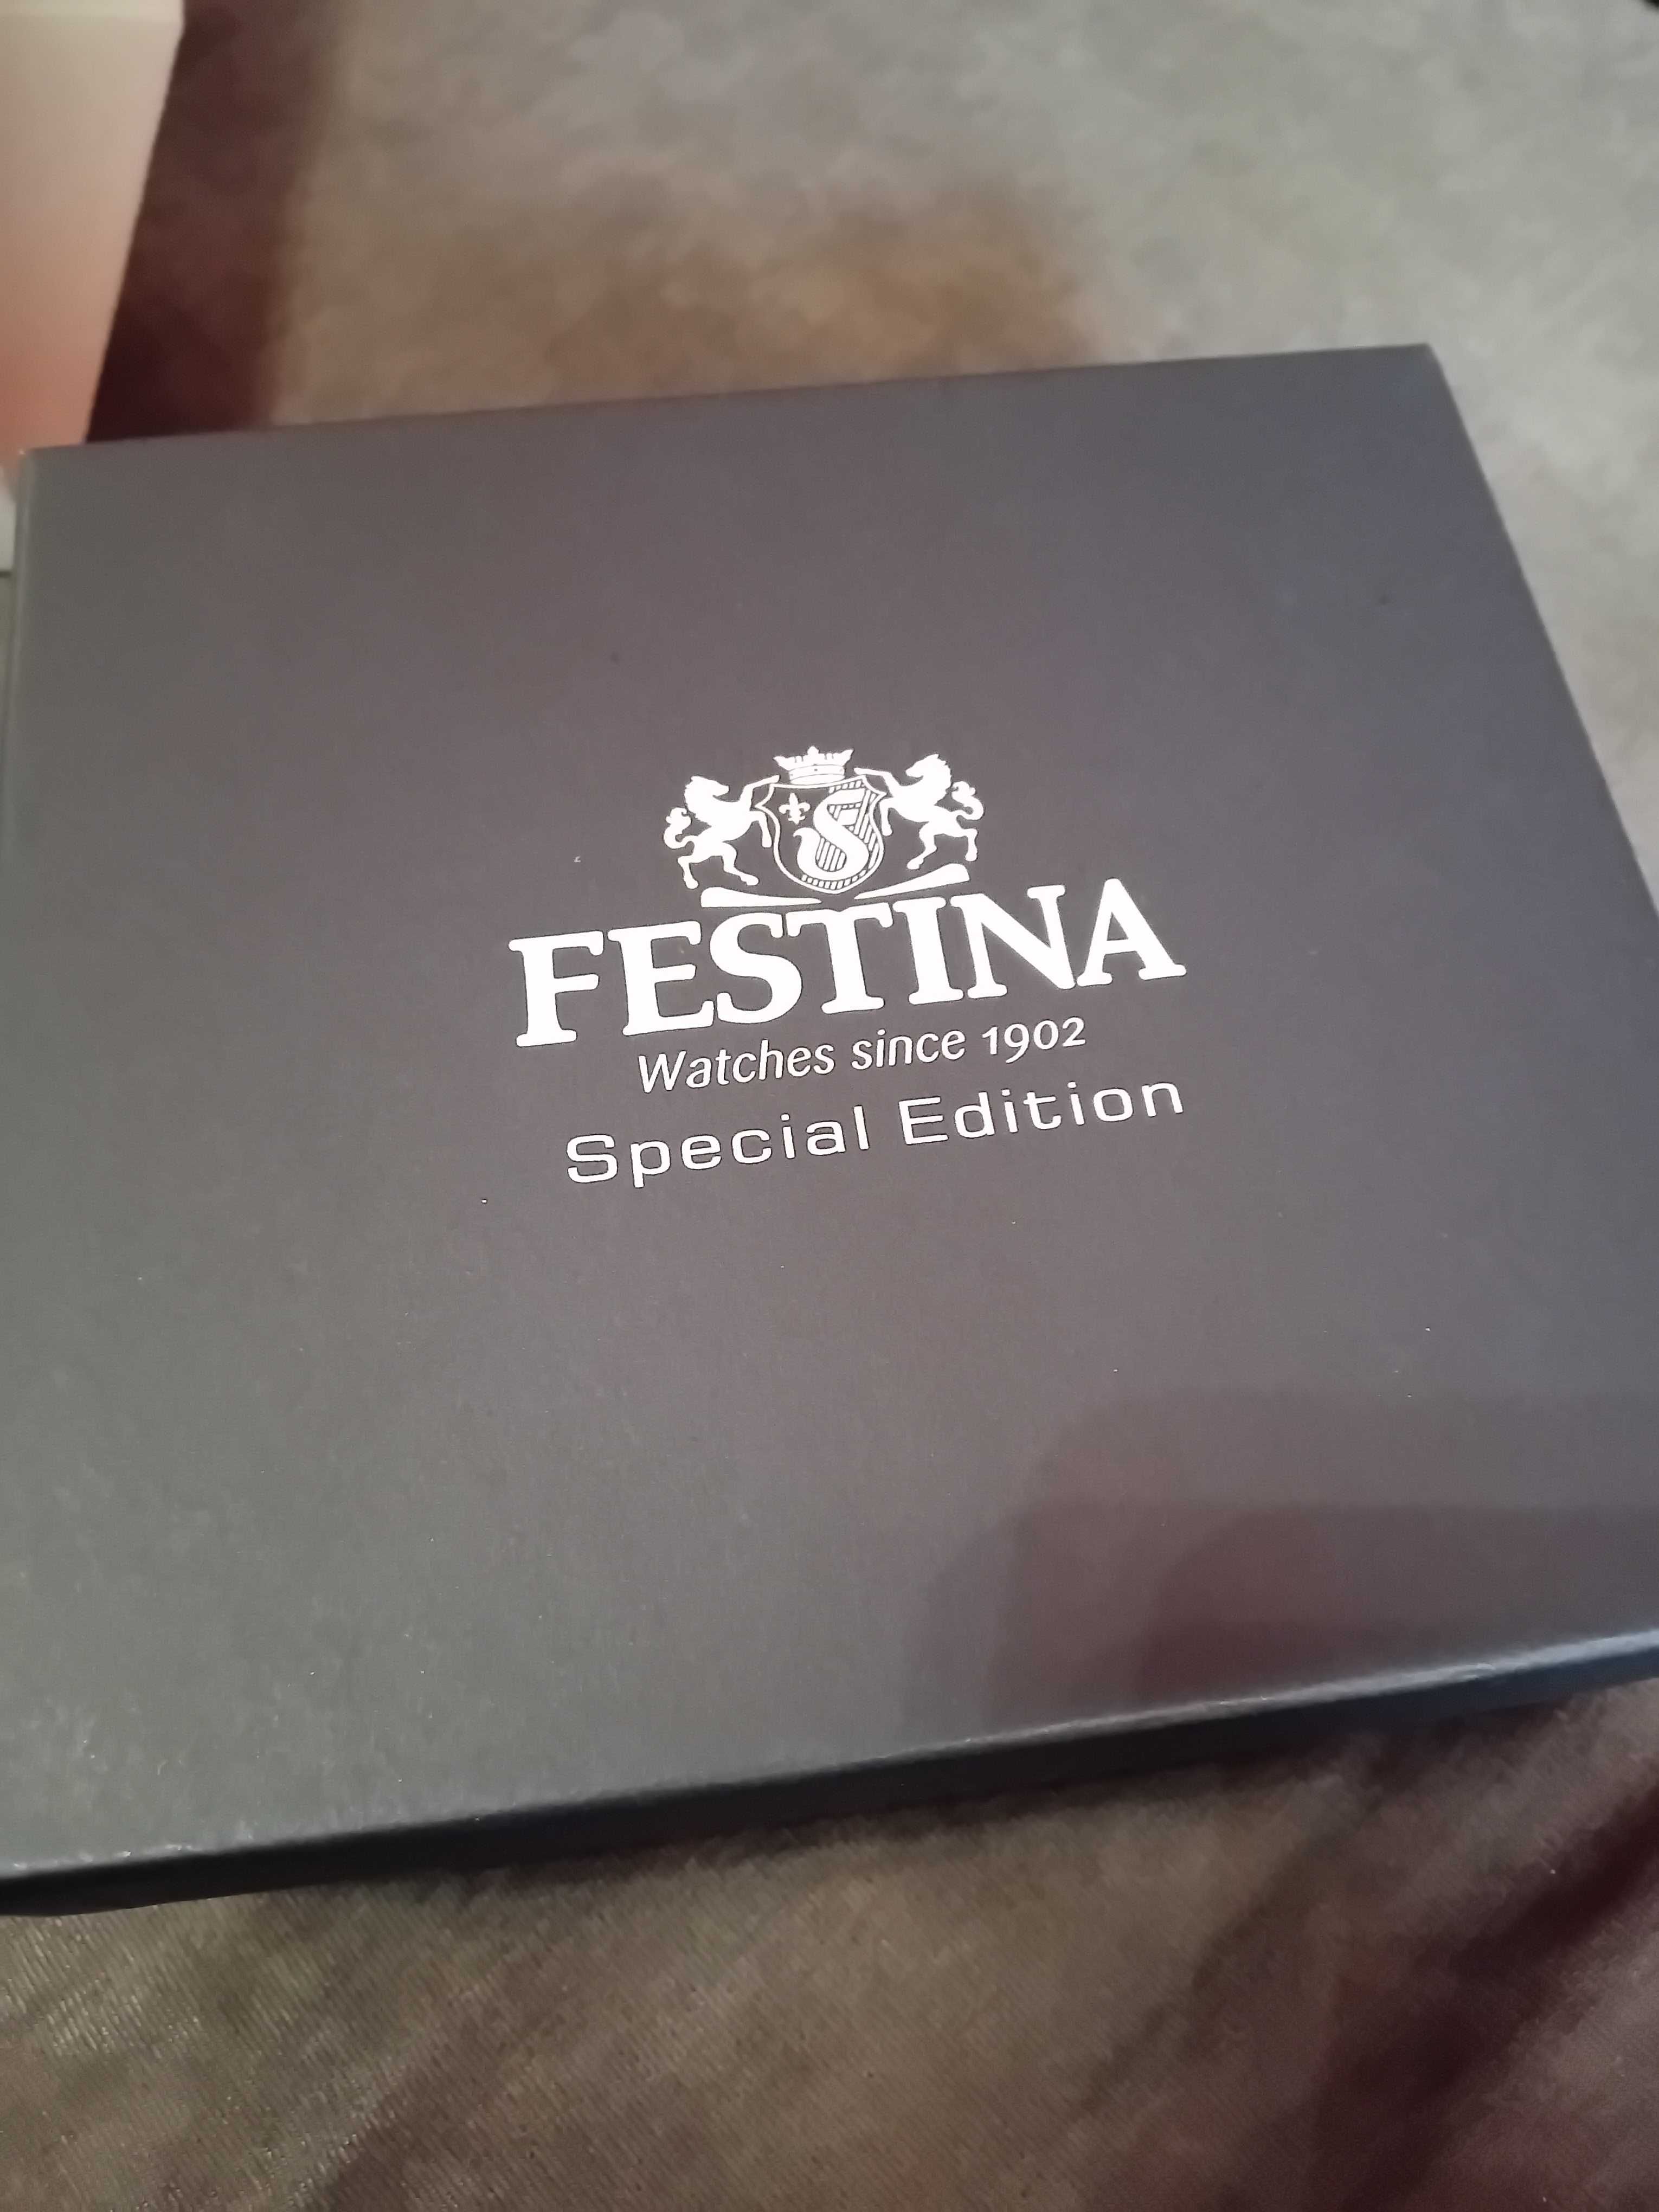 FESTINA
Watches since 1902
Special Edition